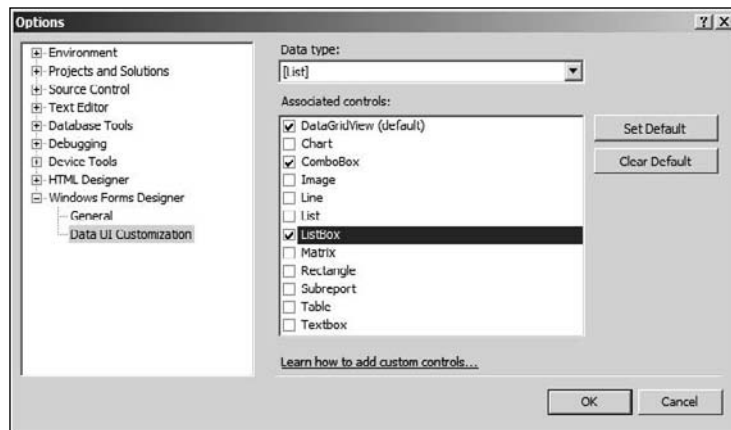 Options
Environment
Projects and Solutions
Source Control
Text Editor
Database Tools
Debugging
Device Tools
HTML Designer
Windows Forms Designer
General
Data UI Customization
Data type:
[List]
Associated controls:
DataGridView (default)
Chart
ComboBox
Image
Line
List
ListBox
Matrix
Rectangle
Subreport
Table
Textbox
Set Default
Clear Default
Learn how to add custom controls...
OK
Cancel